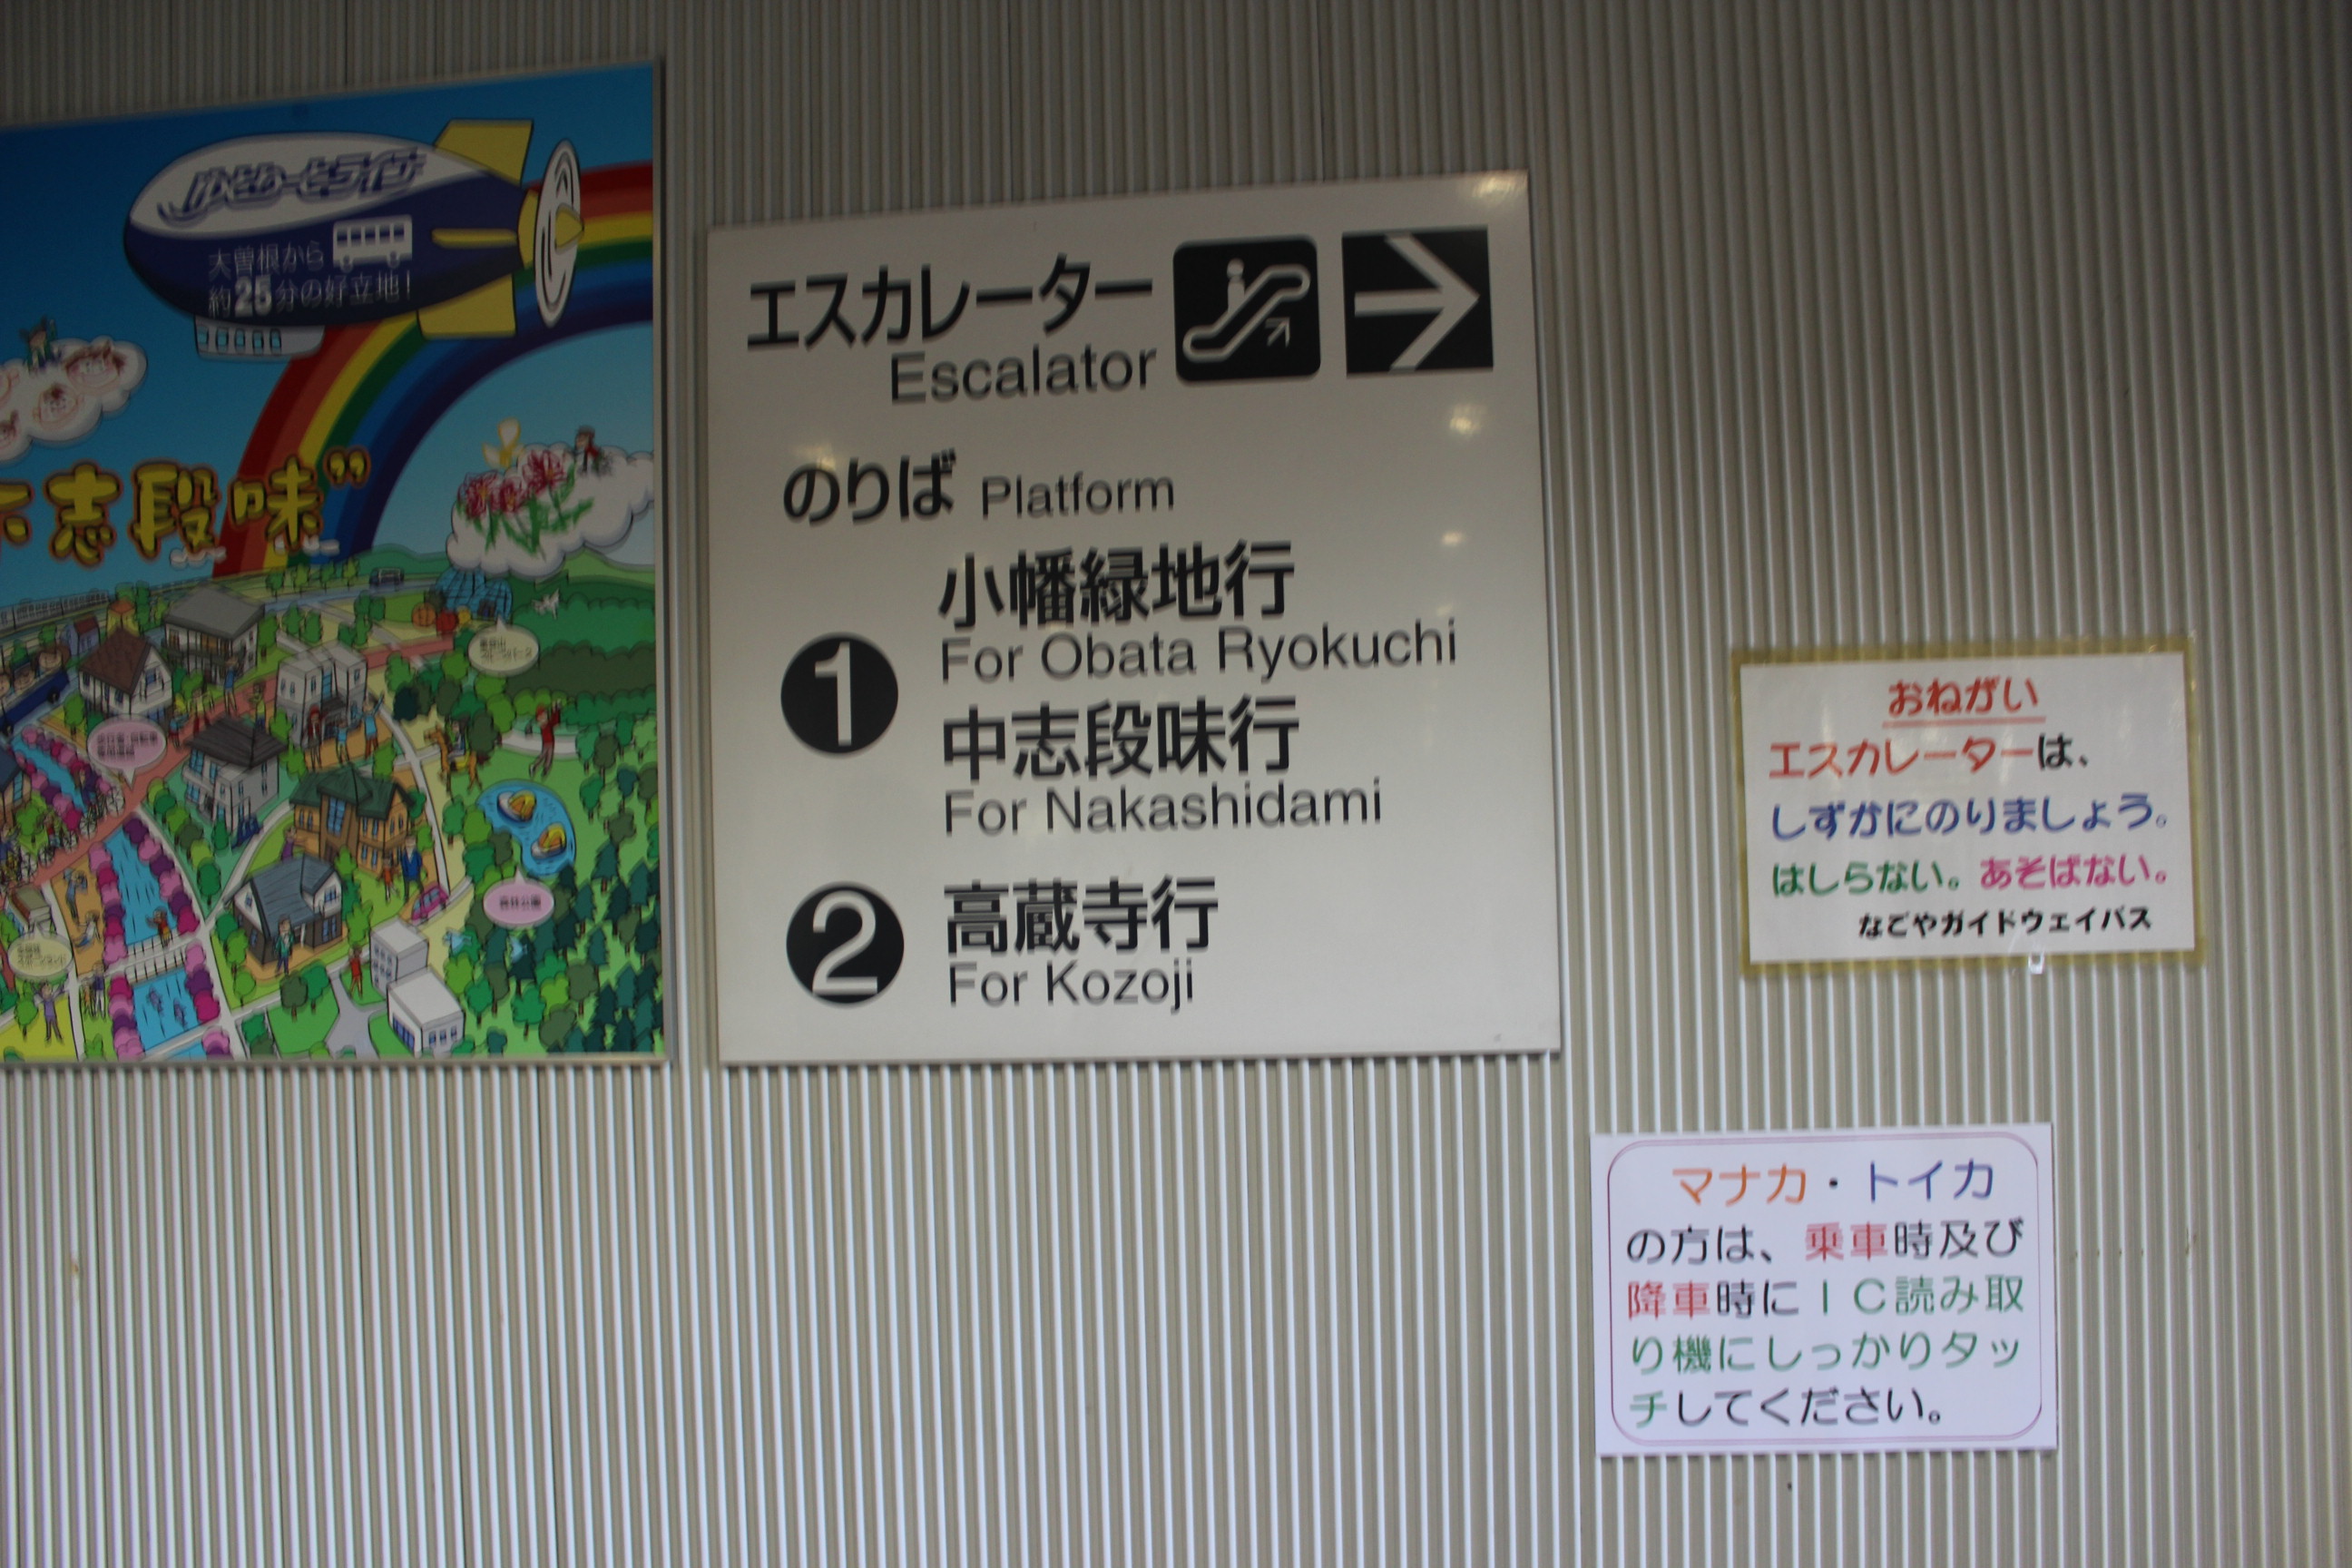 ゆとりーとライン
大曽根から
約25分の好立地!
志段味”
エスカレーター
Escalator
のりば Platform
1
小幡緑地行
For Obata Ryokuchi
中志段味行
For Nakashidami
2
高蔵寺行
For Kozoji
おねがい
エスカレーターは、
しずかにのりましょう。
はしらない。あそばない。
なごやガイドウェイバス
マナカ・トイカ
の方は、乗車時及び
降車時にIC読み取
り機にしっかりタッ
チしてください。